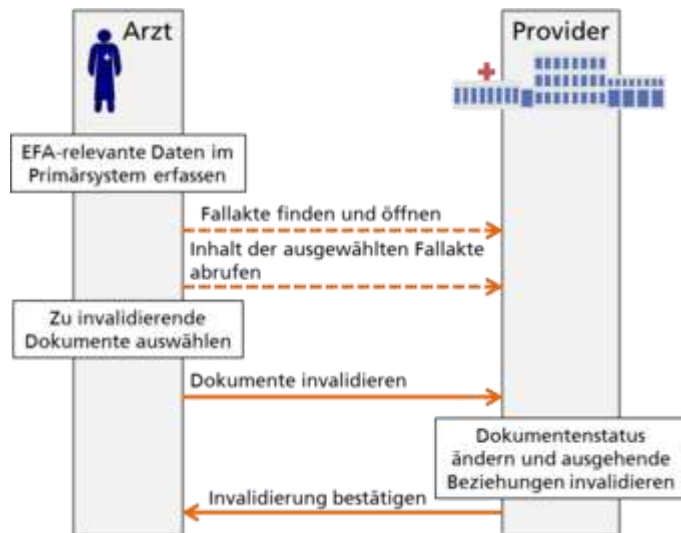 Arzt
Provider
EFA-relevante Daten im
Primärsystem erfassen
Fallakte finden und öffnen
Inhalt der ausgewählten Fallakte
abrufen
Zu invalidierende
Dokumente auswählen
Dokumente invalidieren
Dokumentenstatus
ändern und ausgehende
Beziehungen invalidieren
Invalidierung bestätigen